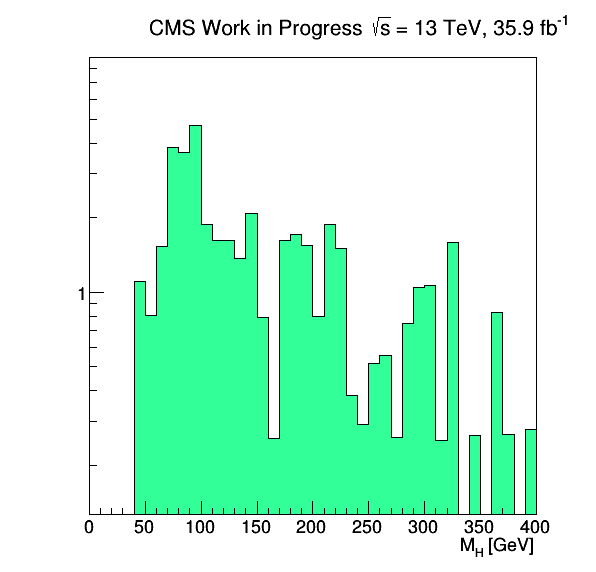 CMS Work in Progress √s = 13 TeV, 35.9 fb⁻¹
1
0 50 100 150 200 250 300 350 400
M_H [GeV]